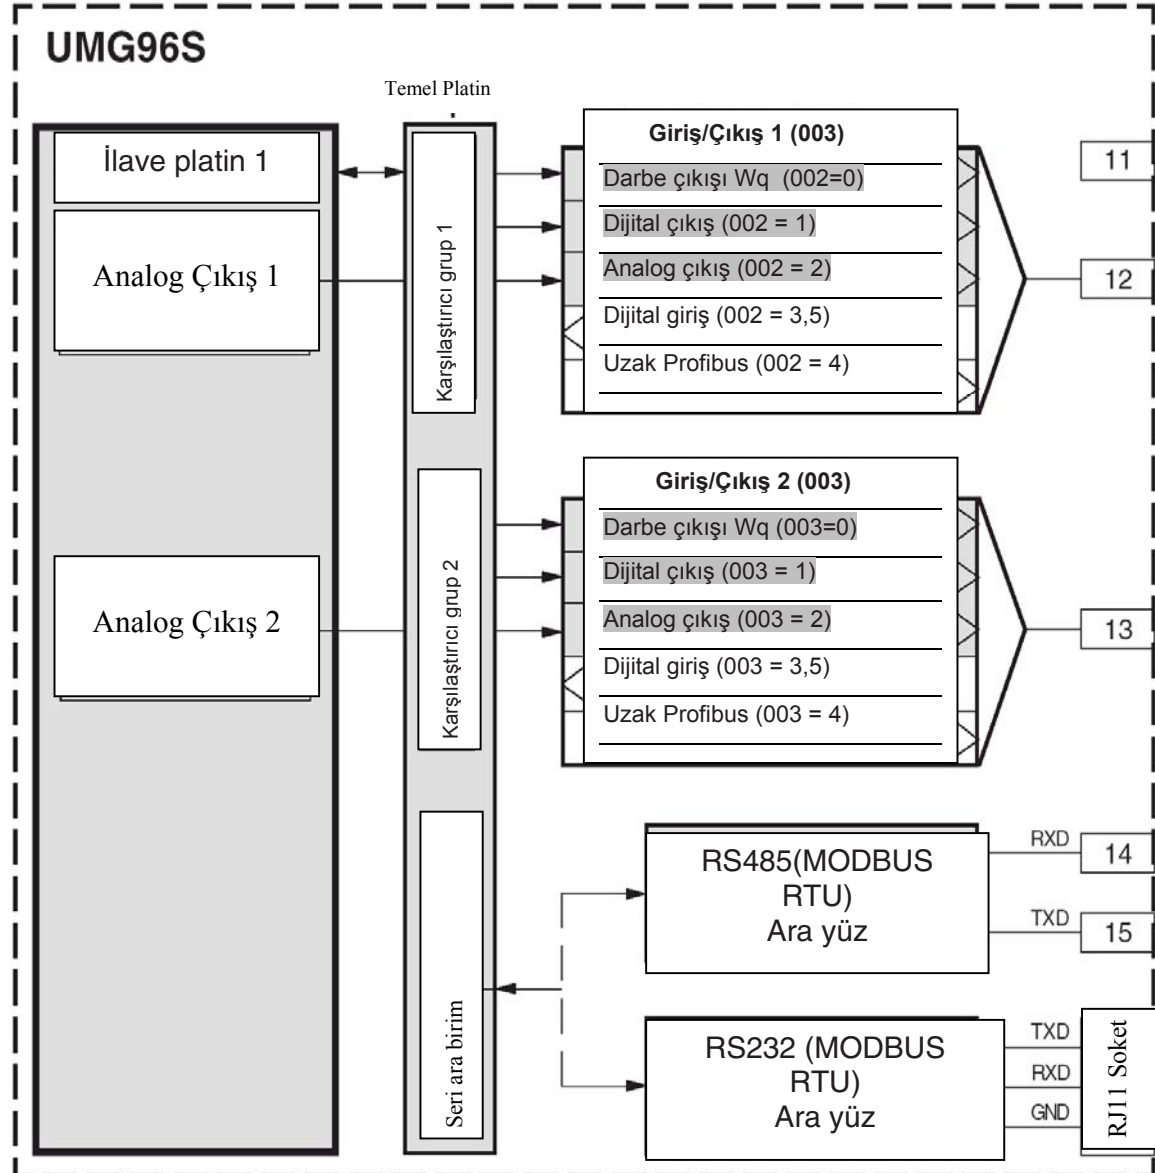 UMG96S
Temel Platin
İlave platin 1
Analog Çıkış 1
Karşılaştırıcı grup 1
Giriş/Çıkış 1 (003)
Darbe çıkışı Wq (002=0)
Dijital çıkış (002 = 1)
Analog çıkış (002 = 2)
Dijital giriş (002 = 3,5)
Uzak Profibus (002 = 4)
11
12
Analog Çıkış 2
Karşılaştırıcı grup 2
Giriş/Çıkış 2 (003)
Darbe çıkışı Wq (003=0)
Dijital çıkış (003 = 1)
Analog çıkış (003 = 2)
Dijital giriş (003 = 3,5)
Uzak Profibus (003 = 4)
13
Seri ara birim
RS485(MODBUS
RTU)
Ara yüz
RXD
14
TXD
15
RS232 (MODBUS
RTU)
Ara yüz
TXD
RXD
GND
RJ11 Soket